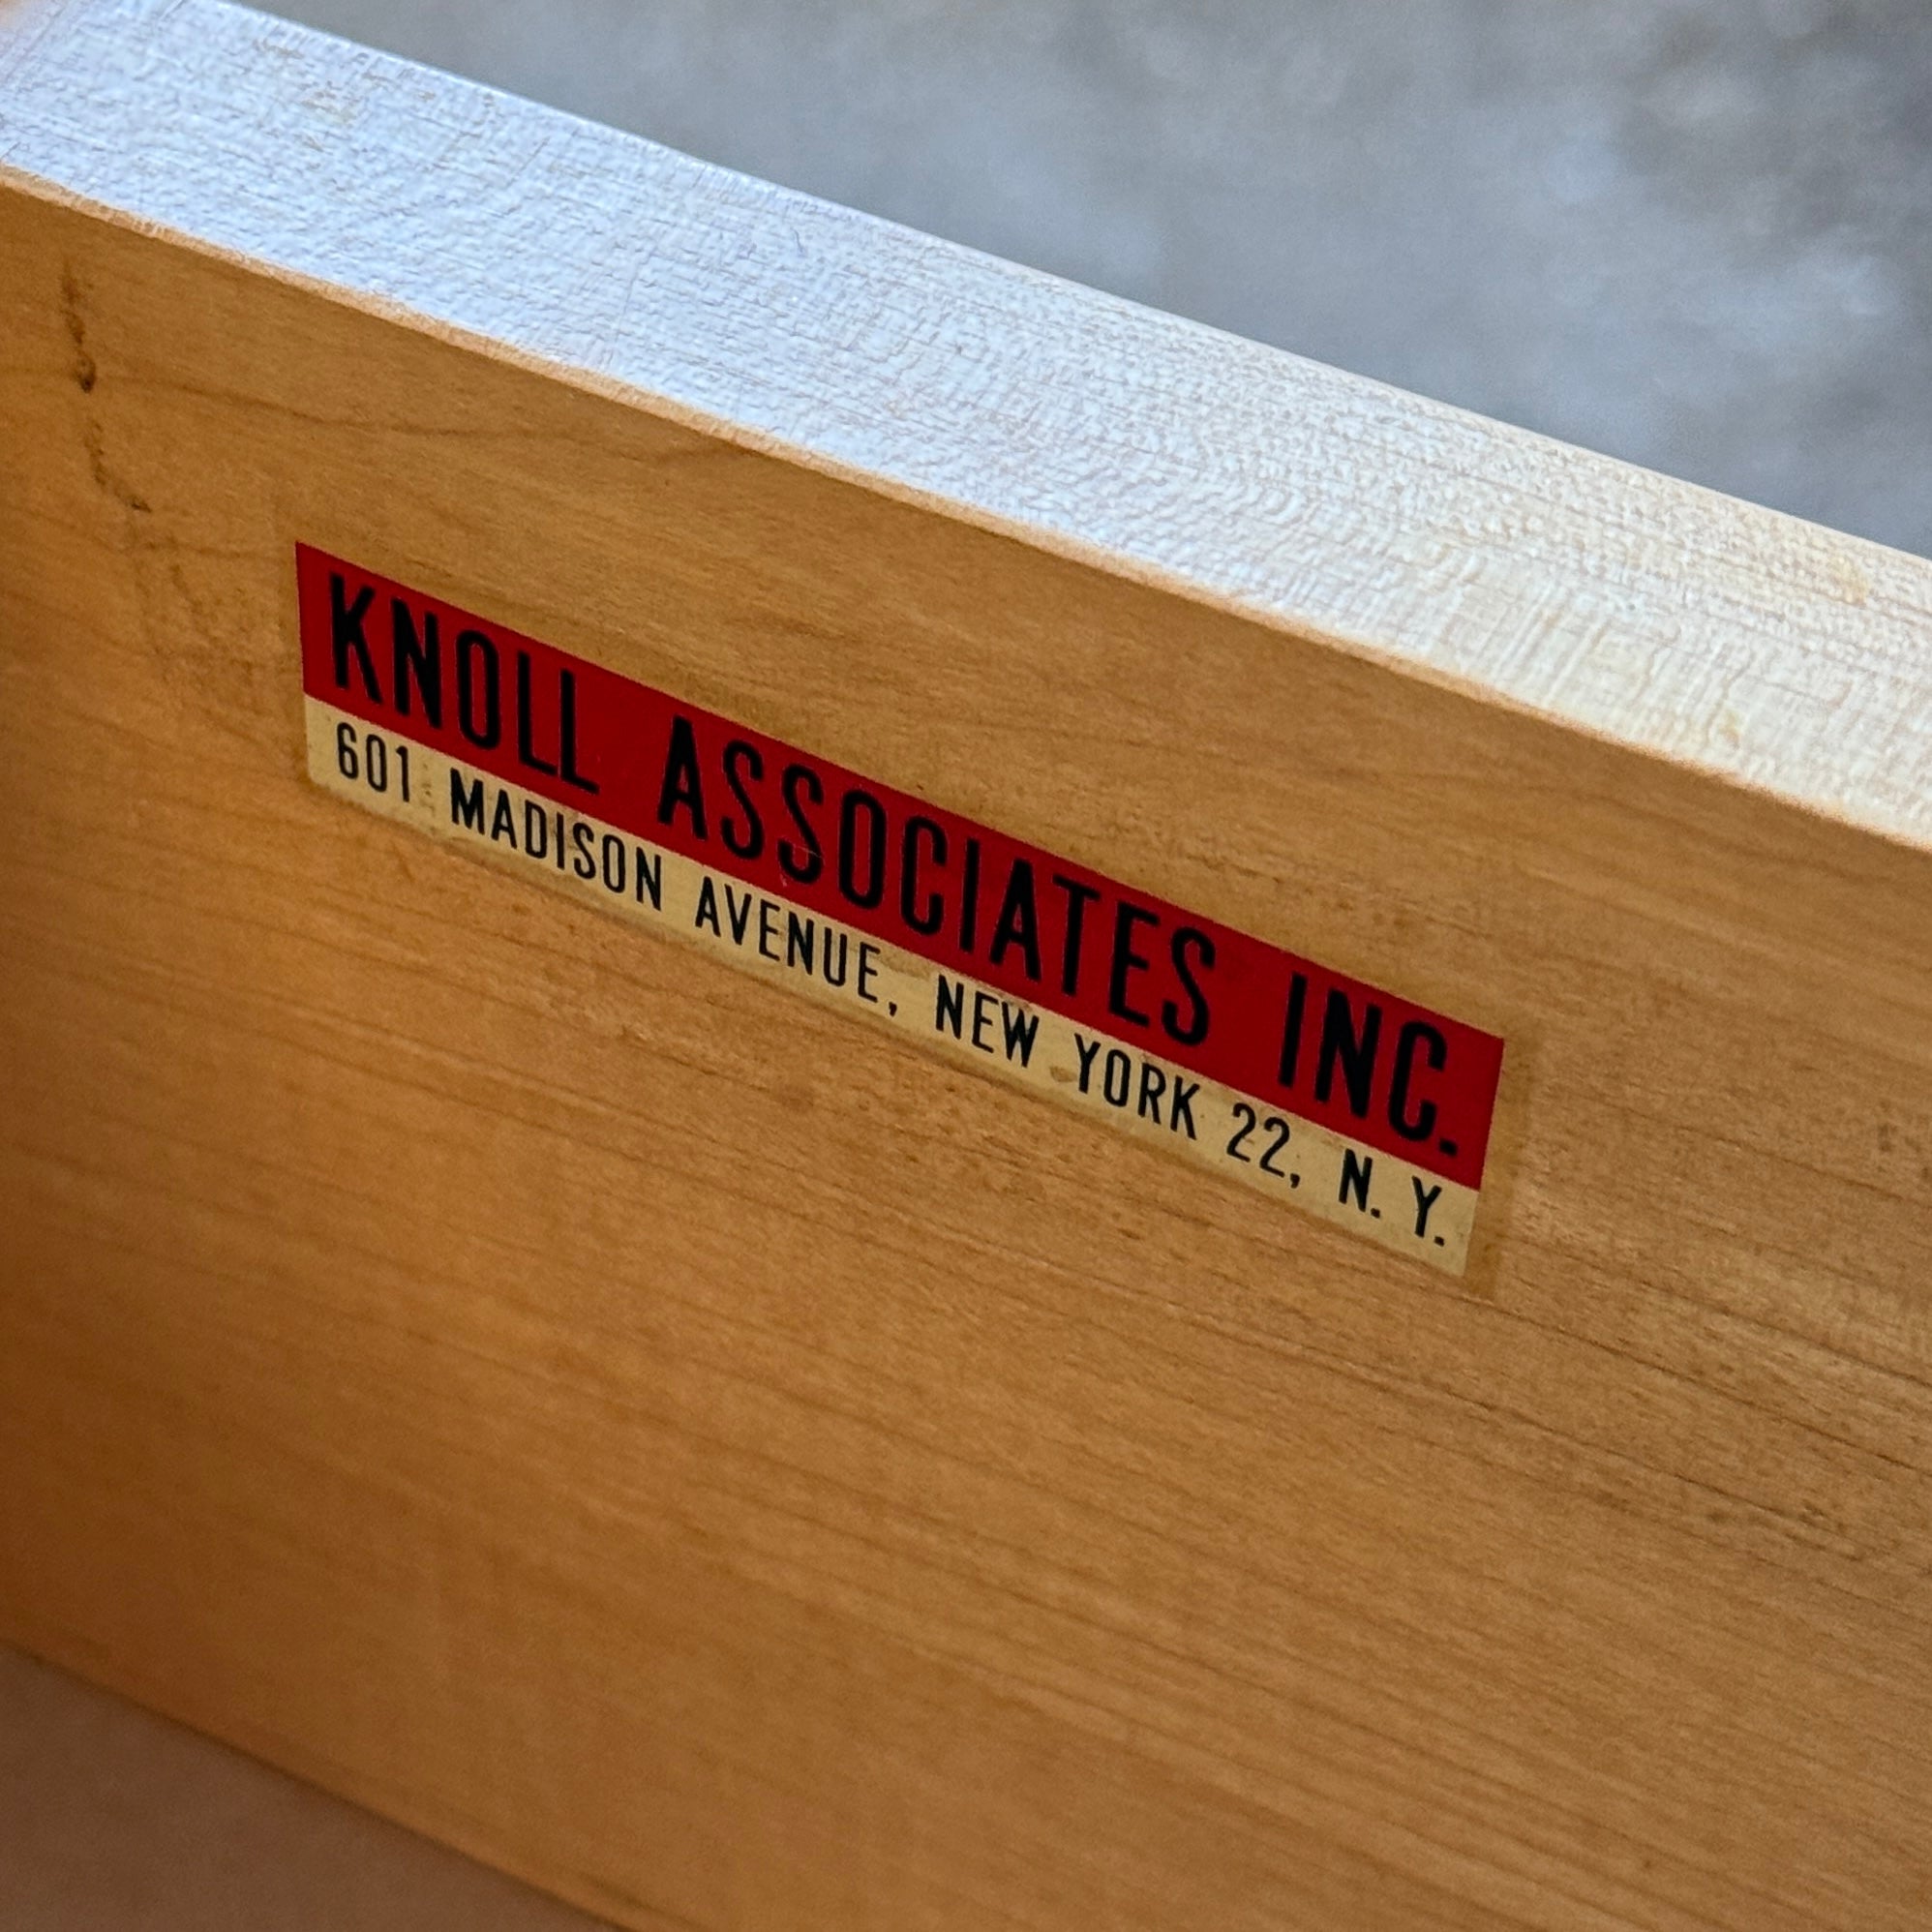 KNOLL ASSOCIATES INC.
601 MADISON AVENUE, NEW YORK 22, N. Y.